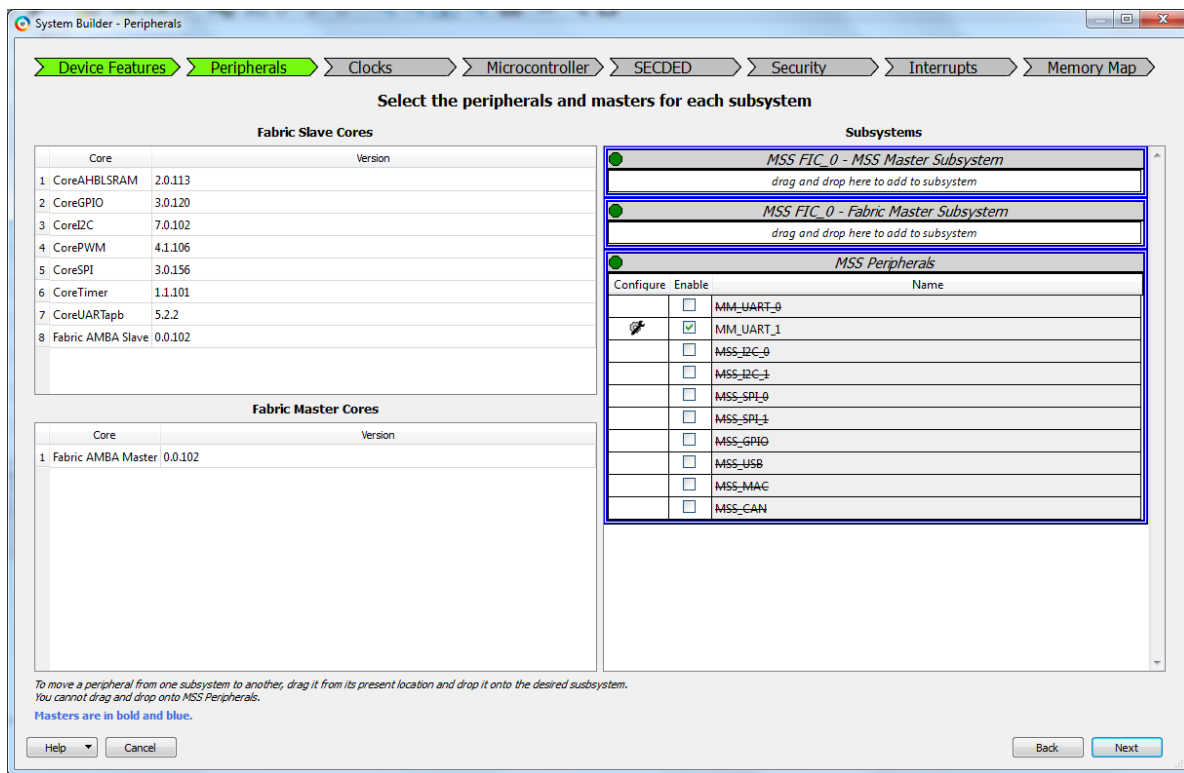 System Builder - Peripherals
Device Features Peripherals Clocks Microcontroller SECDED Security Interrupts Memory Map
Select the peripherals and masters for each subsystem
Fabric Slave Cores
Core Version
1 CoreAHBLSRAM 2.0.113
2 CoreGPIO 3.0.120
3 CoreI2C 7.0.102
4 CorePWM 4.1.106
5 CoreSPI 3.0.156
6 CoreTimer 1.1.101
7 CoreUARTapb 5.2.2
8 Fabric AMBA Slave 0.0.102
Fabric Master Cores
Core Version
1 Fabric AMBA Master 0.0.102
Subsystems
MSS FIC_0 - MSS Master Subsystem
drag and drop here to add to subsystem
MSS FIC_0 - Fabric Master Subsystem
drag and drop here to add to subsystem
MSS Peripherals
Configure Enable Name
MM_UART_0
MM_UART_1
MSS_I2C_0
MSS_I2C_1
MSS_SPI_0
MSS_SPI_1
MSS_GPIO
MSS_USB
MSS_MAC
MSS_CAN
To move a peripheral from one subsystem to another, drag it from its present location and drop it onto the desired susbsystem.
You cannot drag and drop onto MSS Peripherals.
Masters are in bold and blue.
Help Cancel Back Next